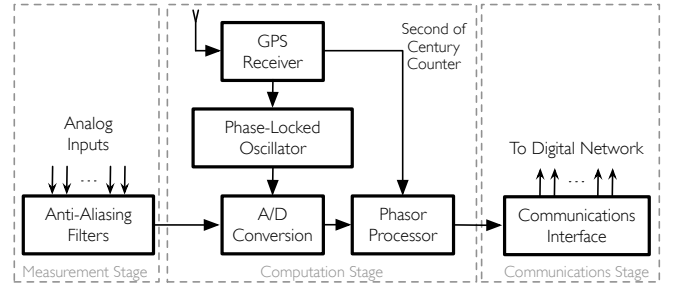 GPS
Receiver
Second of
Century
Counter
Phase-Locked
Oscillator
Analog
Inputs
...
Anti-Aliasing
Filters
A/D
Conversion
Phasor
Processor
To Digital Network
...
Communications
Interface
Measurement Stage
Computation Stage
Communications Stage